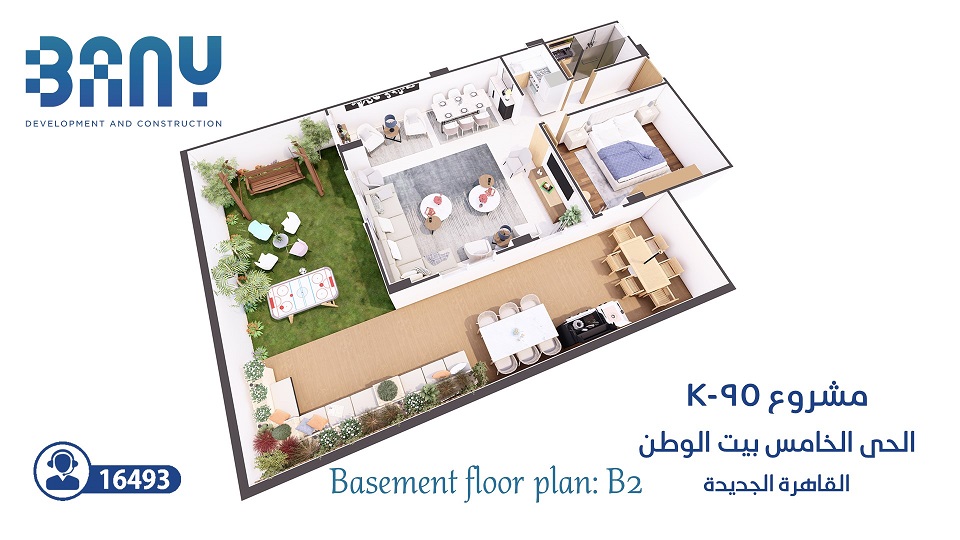 BANY
DEVELOPMENT AND CONSTRUCTION
مشروع K-90
الحى الخامس بيت الوطن
القاهرة الجديدة
Basement floor plan: B2
16493